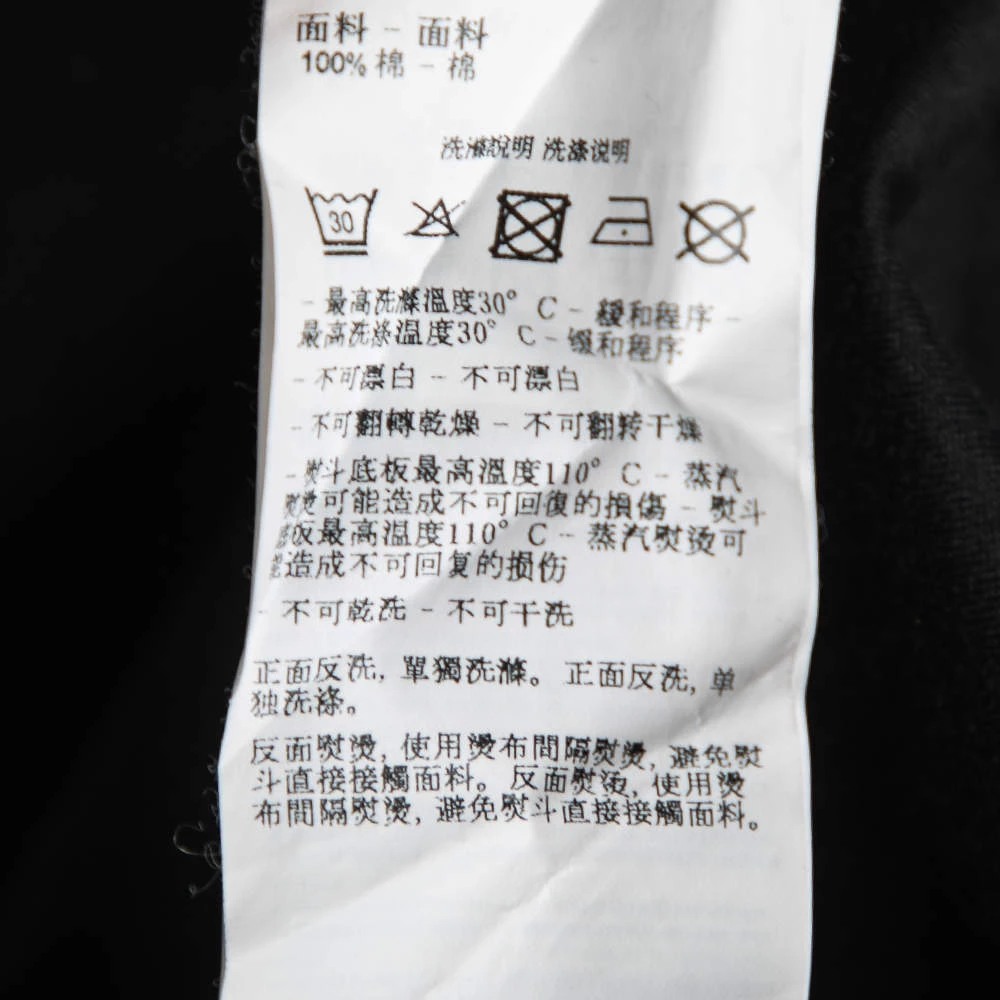 面料 - 面料
100% 棉 - 棉
洗滌說明 洗涤说明
30
- 最高洗滌溫度30° C - 緩和程序 -
最高洗涤温度30° C - 缓和程序
- 不可漂白 - 不可漂白
- 不可翻轉乾燥 - 不可翻转干燥
- 熨斗底板最高溫度110° C - 蒸汽
熨燙可能造成不可回復的損傷 - 熨斗
底板最高温度110° C - 蒸汽熨烫可
能造成不可回复的损伤
- 不可乾洗 - 不可干洗
正面反洗, 單獨洗滌。 正面反洗, 单
独洗涤。
反面熨燙, 使用燙布間隔熨燙, 避免熨
斗直接接觸面料。 反面熨烫, 使用燙
布間隔熨燙, 避免熨斗直接接觸面料。